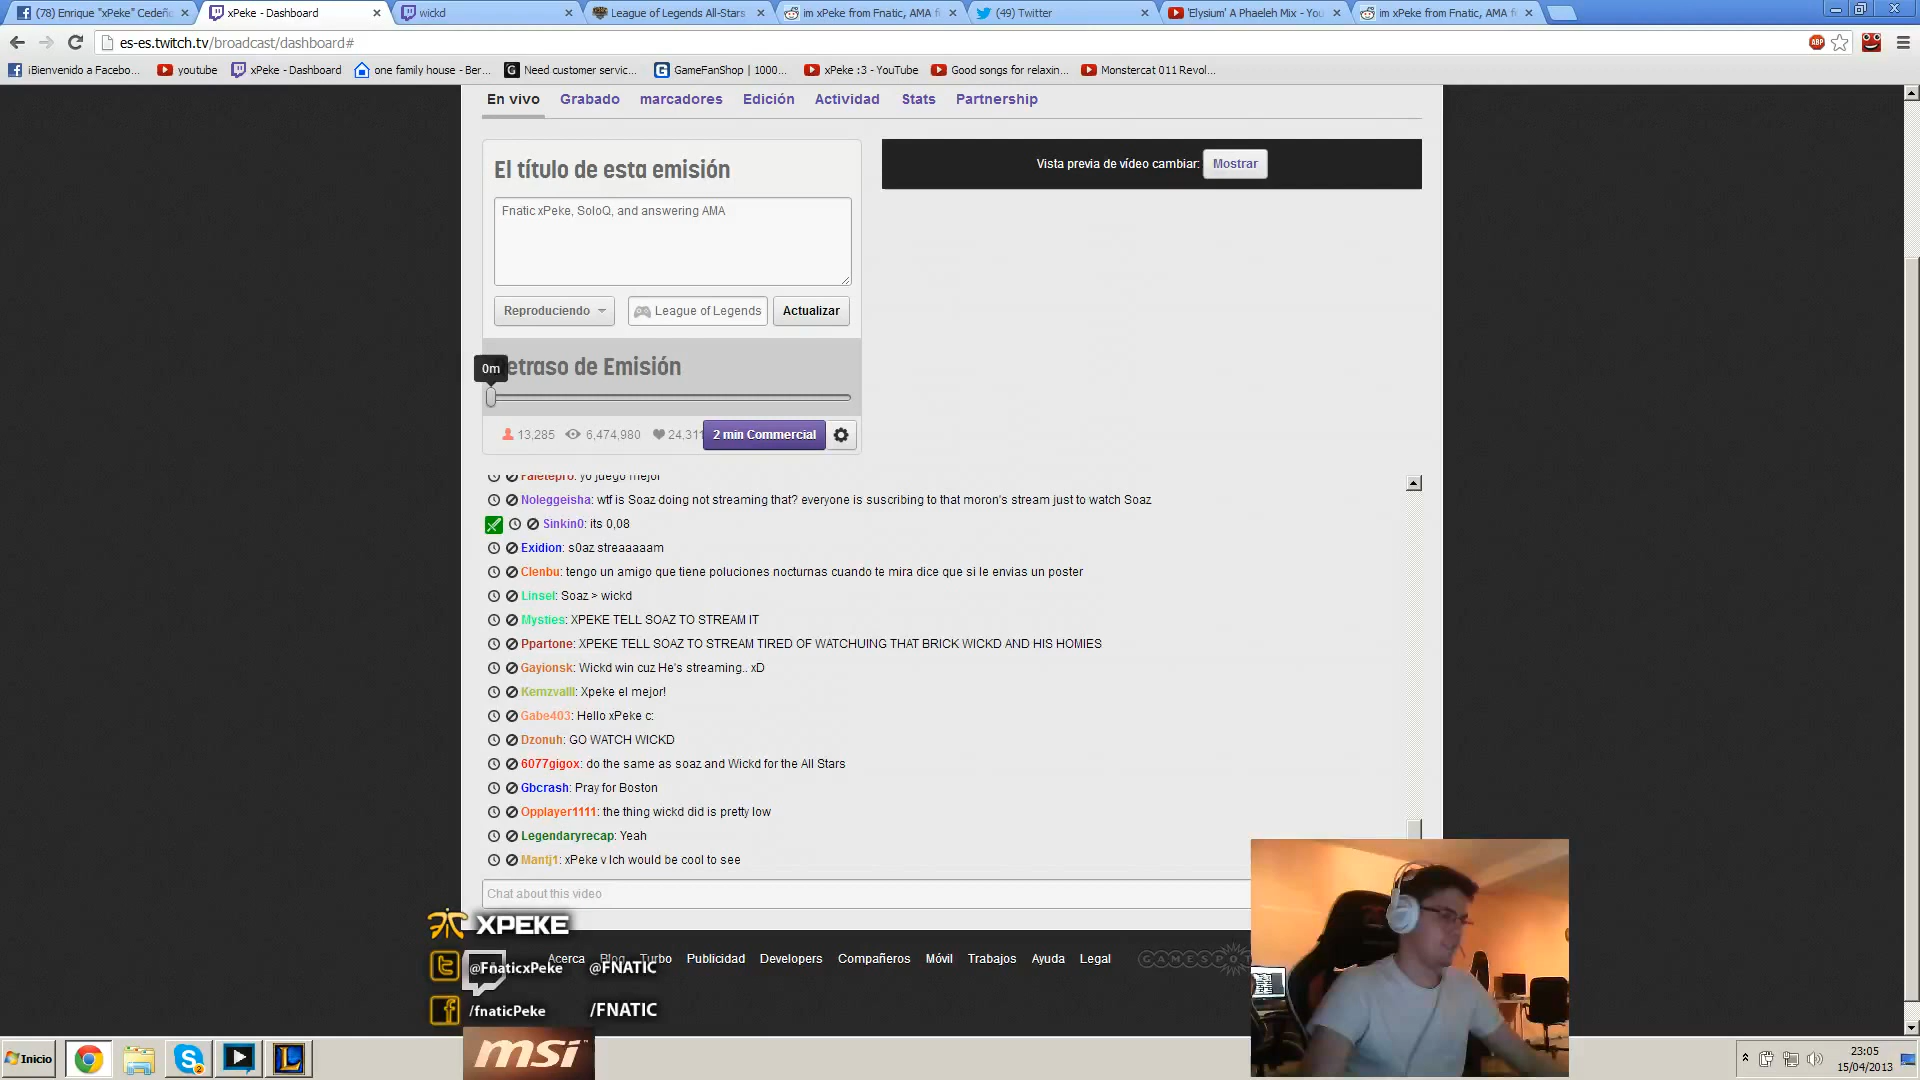 (78) Enrique "xPeke" Cedeñ
xPeke - Dashboard
wickd
League of Legends All-Stars
im xPeke from Fnatic, AMA f
(49) Twitter
'Elysium' A Phaeleh Mix - You
im xPeke from Fnatic, AMA f
es-es.twitch.tv/broadcast/dashboard#
ABP
¡Bienvenido a Facebo...
youtube
xPeke - Dashboard
one family house - Ber...
Need customer servic...
GameFanShop | 1000...
xPeke :3 - YouTube
Good songs for relaxin...
Monstercat 011 Revol...
En vivo Grabado marcadores Edición Actividad Stats Partnership
El título de esta emisión
Vista previa de vídeo cambiar: Mostrar
Fnatic xPeke, SoloQ, and answering AMA
Reproduciendo League of Legends Actualizar
0m
etraso de Emisión
13,285 6,474,980 24,311 2 min Commercial
Paletepro: yo juego mejor
Noleggeisha: wtf is Soaz doing not streaming that? everyone is suscribing to that moron's stream just to watch Soaz
Sinkin0: its 0,08
Exidion: s0az streaaaaam
Clenbu: tengo un amigo que tiene poluciones nocturnas cuando te mira dice que si le envias un poster
Linsel: Soaz > wickd
Mysties: XPEKE TELL SOAZ TO STREAM IT
Ppartone: XPEKE TELL SOAZ TO STREAM TIRED OF WATCHUING THAT BRICK WICKD AND HIS HOMIES
Gayionsk: Wickd win cuz He's streaming.. xD
Kemzvalll: Xpeke el mejor!
Gabe403: Hello xPeke c:
Dzonuh: GO WATCH WICKD
6077gigox: do the same as soaz and Wickd for the All Stars
Gbcrash: Pray for Boston
Opplayer1111: the thing wickd did is pretty low
Legendaryrecap: Yeah
Mantj1: xPeke v Ich would be cool to see
Chat about this video
XPEKE
Acerca Blog Turbo Publicidad Developers Compañeros Móvil Trabajos Ayuda Legal GAMESPOT
@FnaticxPeke @FNATIC
/fnaticPeke /FNATIC
msi
Inicio
2
23:05
15/04/2013